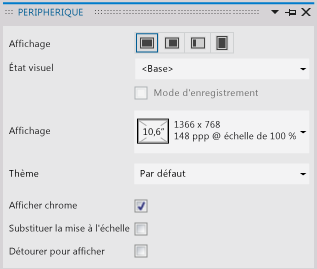 PERIPHERIQUE
Affichage
État visuel
<Base>
Mode d'enregistrement
Affichage
10,6"
1366 x 768
148 ppp @ échelle de 100 %
Thème
Par défaut
Afficher chrome
Substituer la mise à l'échelle
Détourer pour afficher